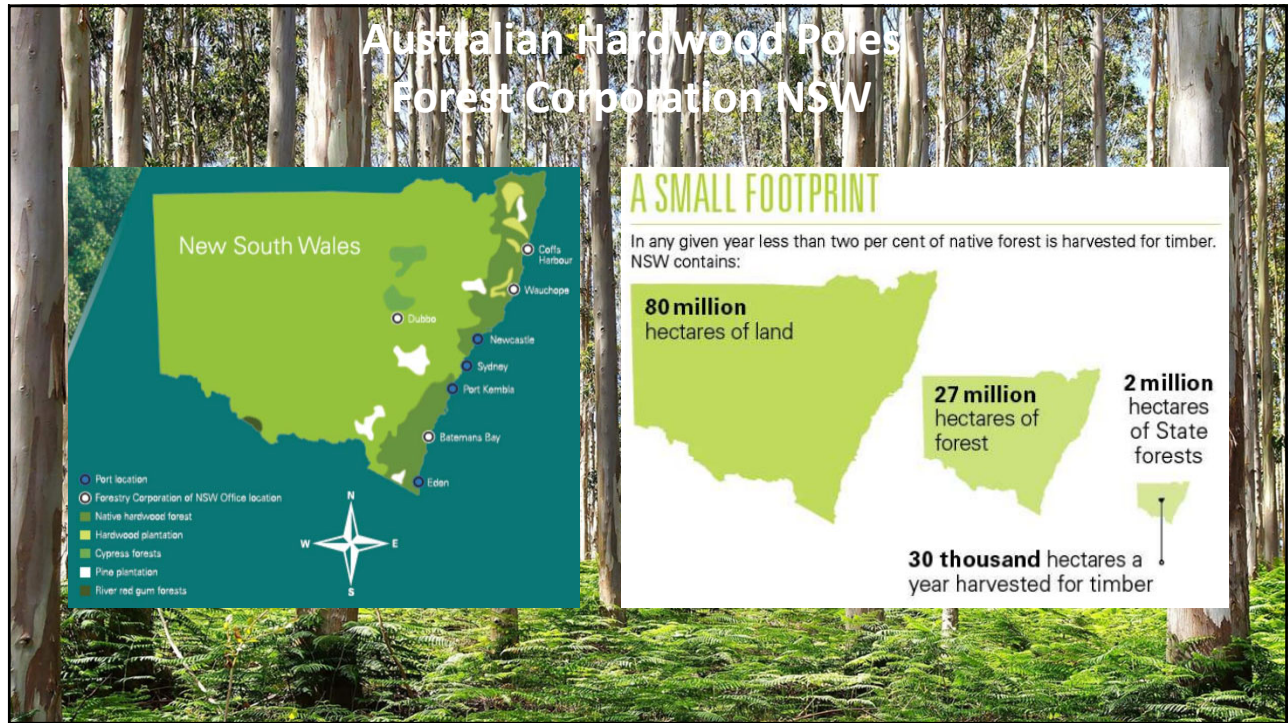 Australian Hardwood Poles
Forest Corporation NSW
New South Wales
Coffs
Harbour
Wauchope
Dubbo
Newcastle
Sydney
Port Kembla
Batemans Bay
Eden
Port location
Forestry Corporation of NSW Office location
Native hardwood forest
Hardwood plantation
Cypress forests
Pine plantation
River red gum forests
N
W
E
S
A SMALL FOOTPRINT
In any given year less than two per cent of native forest is harvested for timber.
NSW contains:
80 million
hectares of land
27 million
hectares of
forest
2 million
hectares
of State
forests
30 thousand hectares a
year harvested for timber